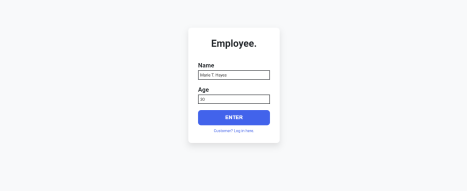 Employee.
Name
Maria T. Hayes
Age
30
ENTER
Customer? Log in here.